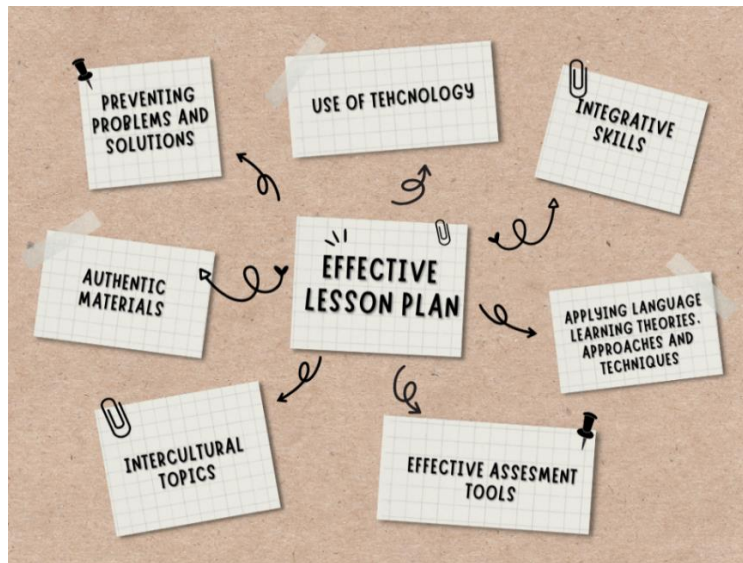 PREVENTING
PROBLEMS AND
SOLUTIONS
USE OF TEHCNOLOGY
INTEGRATIVE
SKILLS
AUTHENTIC
MATERIALS
EFFECTIVE
LESSON PLAN
APPLYING LANGUAGE
LEARNING THEORIES.
APPROACHES AND
TECHNIQUES
INTERCULTURAL
TOPICS
EFFECTIVE ASSESMENT
TOOLS